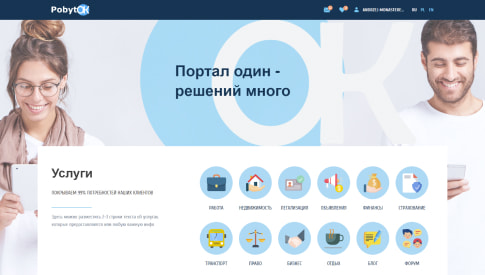 PobytOK
ANDRZEJ-MONASTERC...
RU PL EN
Портал один -
решений много
Услуги
ПОКРЫВАЕМ 99% ПОТРЕБНОСТЕЙ НАШИХ КЛИЕНТОВ
Здесь можно разместить 2-3 строки текста об услугах,
которые предоставляются или любую важную инфо
РАБОТА
НЕДВИЖИМОСТЬ
ЛЕГАЛИЗАЦИЯ
ОБЪЯВЛЕНИЯ
ФИНАНСЫ
СТРАХОВАНИЕ
ТРАНСПОРТ
ПРАВО
БИЗНЕС
ОТДЫХ
БЛОГ
ФОРУМ